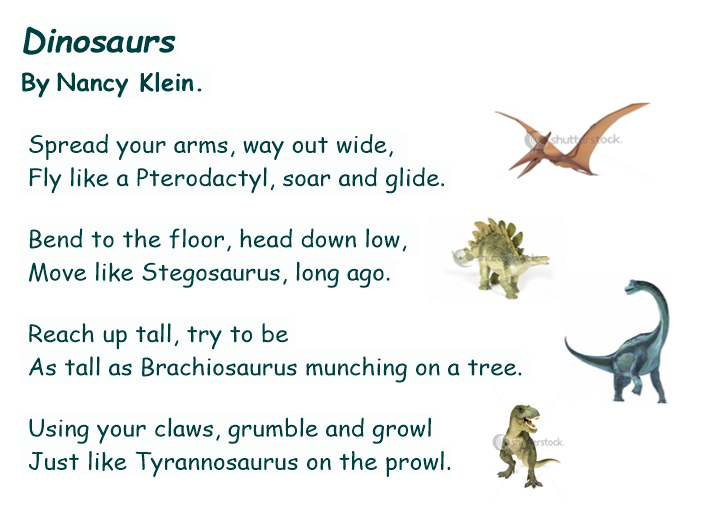 Dinosaurs
By Nancy Klein.
Spread your arms, way out wide,
Fly like a Pterodactyl, soar and glide.
Bend to the floor, head down low,
Move like Stegosaurus, long ago.
Reach up tall, try to be
As tall as Brachiosaurus munching on a tree.
Using your claws, grumble and growl
Just like Tyrannosaurus on the prowl.
shutterstock.
shutterstock.